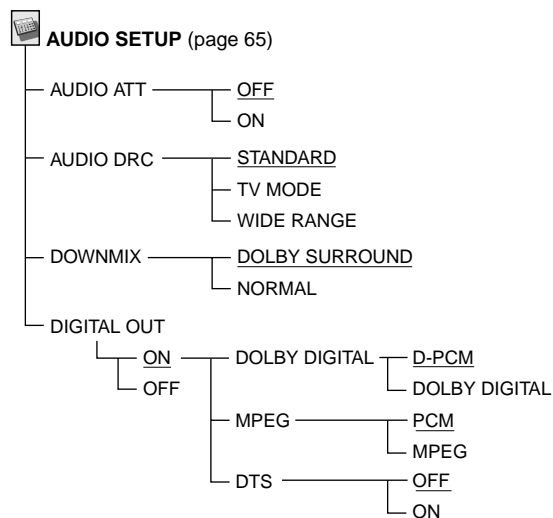 AUDIO SETUP (page 65)
AUDIO ATT OFF
ON
AUDIO DRC STANDARD
TV MODE
WIDE RANGE
DOWNMIX DOLBY SURROUND
NORMAL
DIGITAL OUT
ON DOLBY DIGITAL D-PCM
OFF DOLBY DIGITAL
MPEG PCM
MPEG
DTS OFF
ON